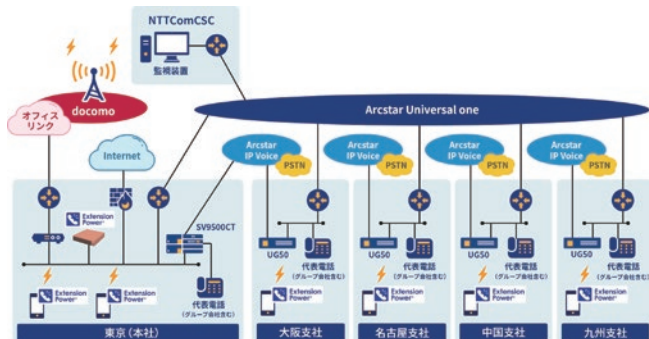 NTTComCSC
監視装置
docomo
オフィス
リンク
Internet
Arcstar Universal one
Arcstar
IP Voice
PSTN
Arcstar
IP Voice
PSTN
Arcstar
IP Voice
PSTN
Arcstar
IP Voice
PSTN
Extension
Power
SV9500CT
Extension
Power
Extension
Power
代表電話
(グループ会社含む)
東京(本社)
UG50
代表電話
(グループ会社含む)
Extension
Power
大阪支社
UG50
代表電話
(グループ会社含む)
Extension
Power
名古屋支社
UG50
代表電話
(グループ会社含む)
Extension
Power
中国支社
UG50
代表電話
(グループ会社含む)
Extension
Power
九州支社